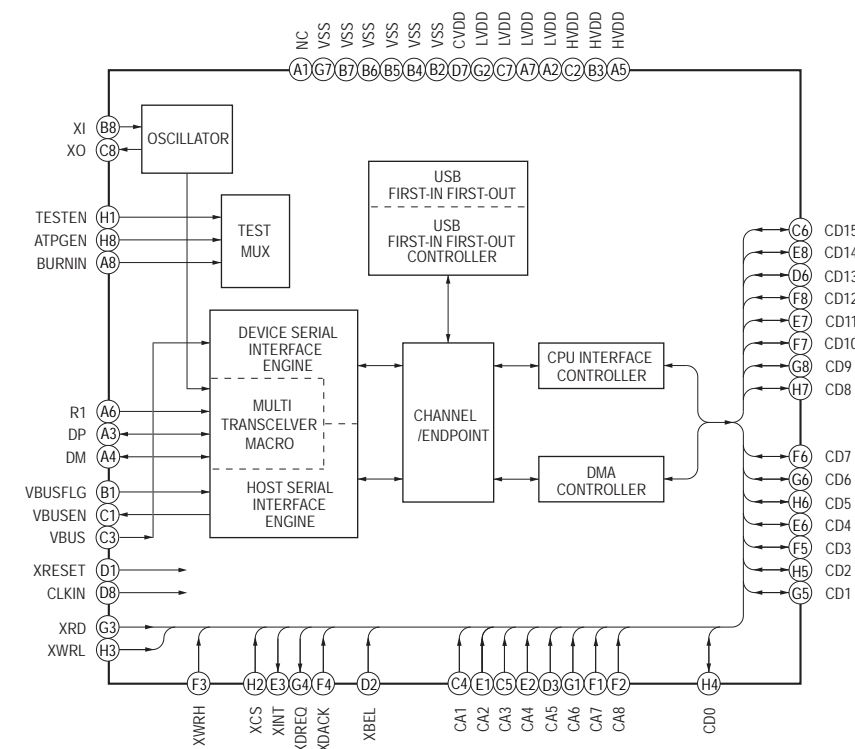 NC VSS VSS VSS VSS VSS VSS CVDD LVDD LVDD LVDD LVDD HVDD HVDD HVDD
A1 G7 B7 B6 B5 B4 B2 D7 G2 C7 A7 A2 C2 B3 A5
XI B8
XO C8
OSCILLATOR
TESTEN H1
ATPGEN H8
BURNIN A8
TEST
MUX
USB
FIRST-IN FIRST-OUT
USB
FIRST-IN FIRST-OUT
CONTROLLER
DEVICE SERIAL
INTERFACE
ENGINE
MULTI
TRANSCELVER
MACRO
HOST SERIAL
INTERFACE
ENGINE
CHANNEL
/ENDPOINT
CPU INTERFACE
CONTROLLER
DMA
CONTROLLER
R1 A6
DP A3
DM A4
VBUSFLG B1
VBUSEN C1
VBUS C3
XRESET D1
CLKIN D8
XRD G3
XWRL H3
C6 CD15
E8 CD14
D6 CD13
F8 CD12
E7 CD11
F7 CD10
G8 CD9
H7 CD8
F6 CD7
G6 CD6
H6 CD5
E6 CD4
F5 CD3
H5 CD2
G5 CD1
F3 H2 E3 G4 F4 D2 C4 E1 C5 E2 D3 G1 F1 F2 H4
XWRH XCS XINT XDREQ XDACK XBEL CA1 CA2 CA3 CA4 CA5 CA6 CA7 CA8 CD0